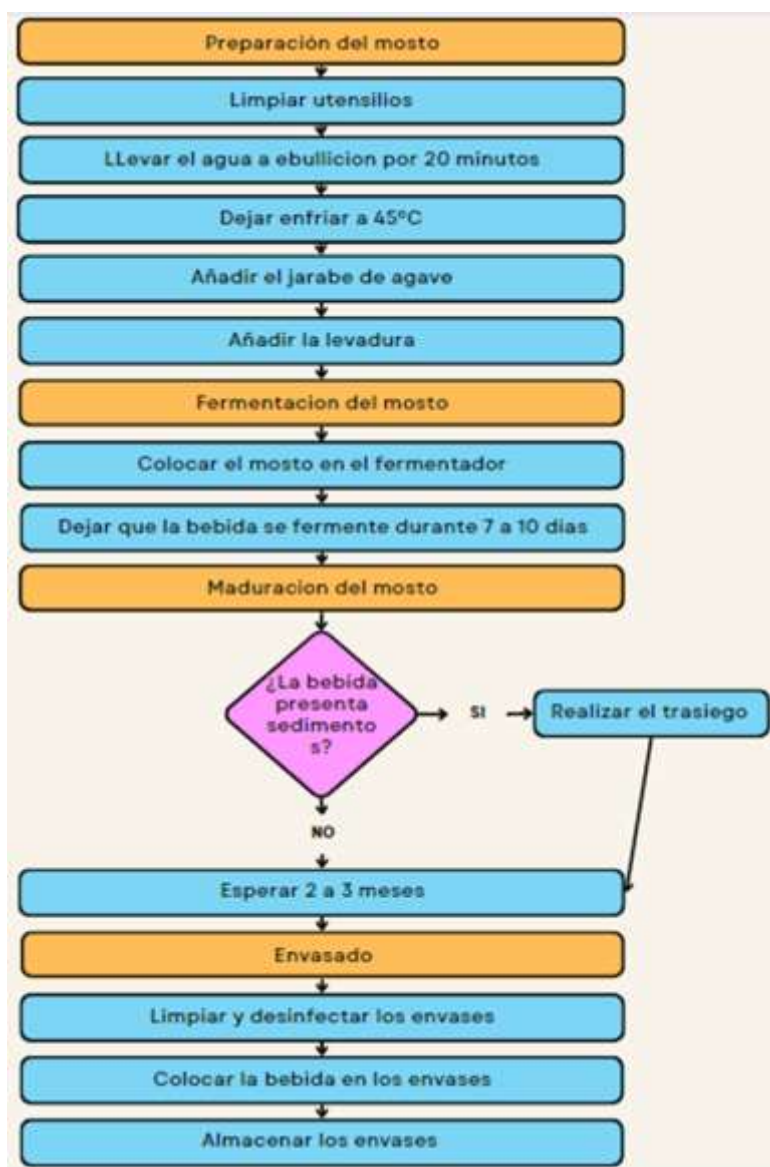 Preparación del mosto
Limpiar utensilios
LLevar el agua a ebullicion por 20 minutos
Dejar enfriar a 45°C
Añadir el jarabe de agave
Añadir la levadura
Fermentacion del mosto
Colocar el mosto en el fermentador
Dejar que la bebida se fermente durante 7 a 10 dias
Maduracion del mosto
¿La bebida
presenta
sedimento
s?
SI
Realizar el trasiego
NO
Esperar 2 a 3 meses
Envasado
Limpiar y desinfectar los envases
Colocar la bebida en los envases
Almacenar los envases